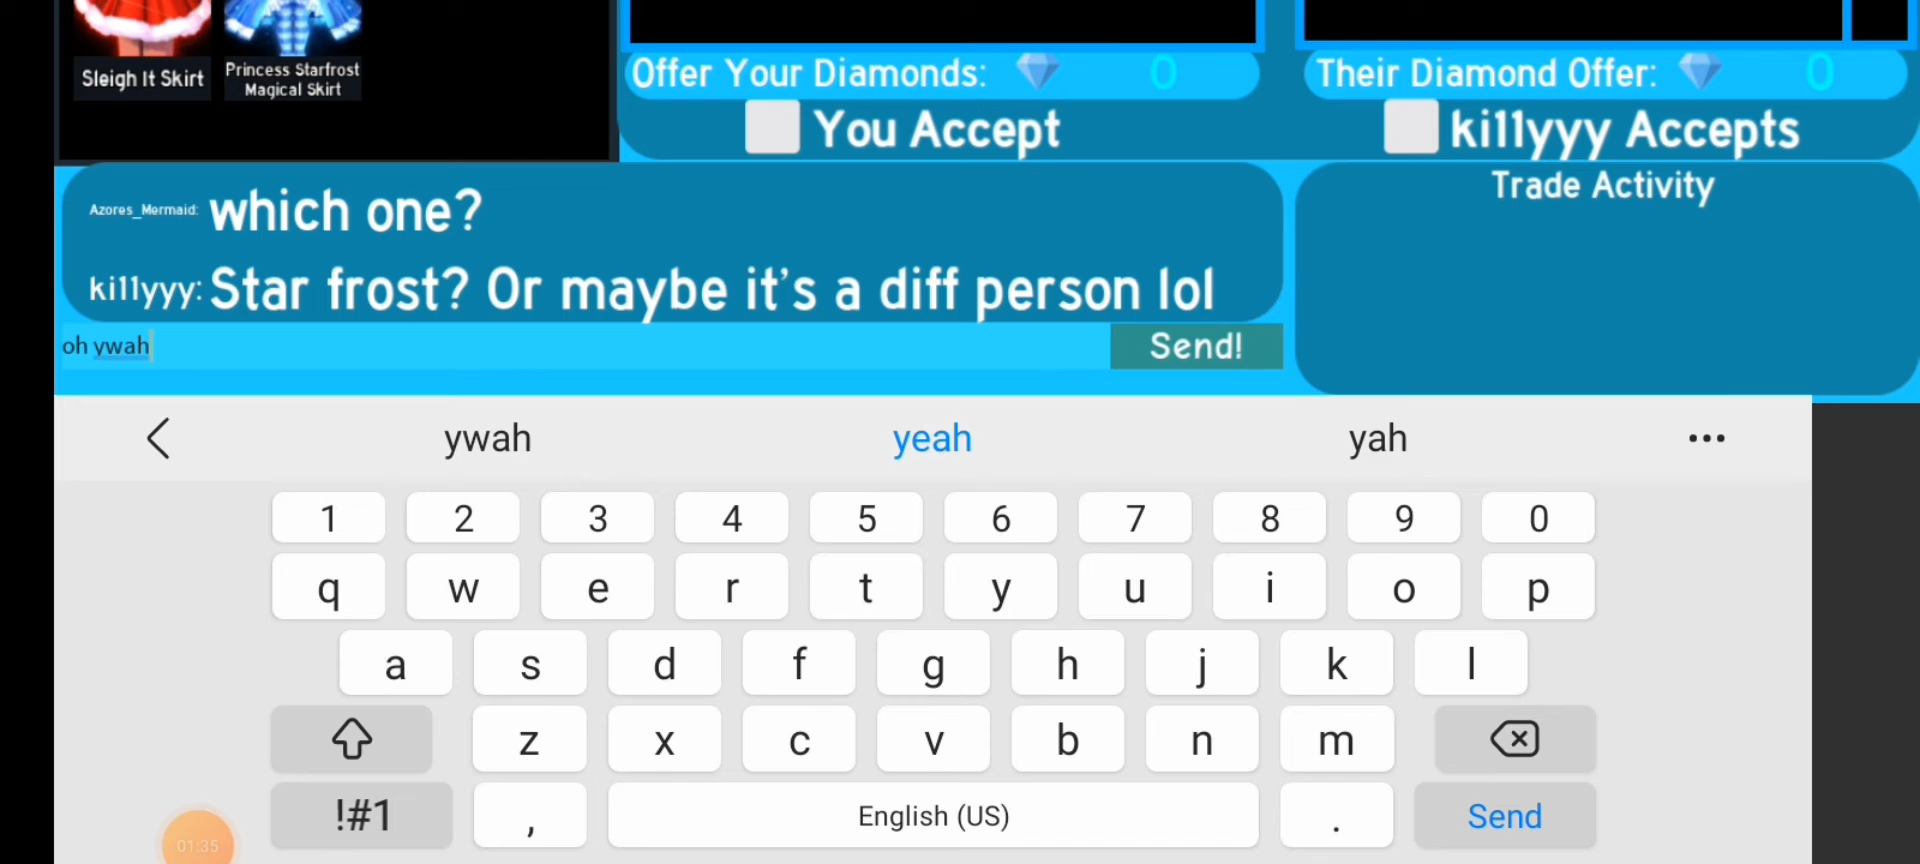 Sleigh It Skirt
Princess Starfrost
Magical Skirt
Offer Your Diamonds: 0
You Accept
Their Diamond Offer: 0
killyyy Accepts
Azores_Mermaid: which one?
killyyy: Star frost? Or maybe it's a diff person lol
oh ywah
Send!
Trade Activity
ywah yeah yah
1 2 3 4 5 6 7 8 9 0
q w e r t y u i o p
a s d f g h j k l
z x c v b n m
!#1 , English (US) . Send
01:35